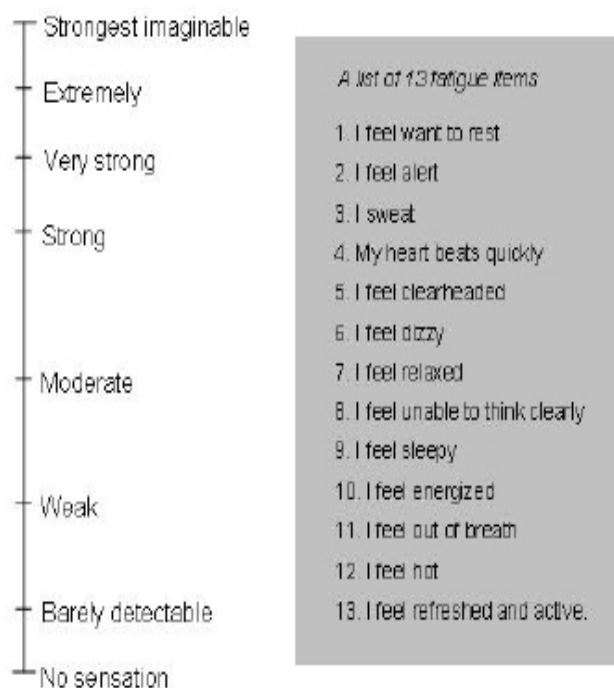 Strongest imaginable
Extremely
Very strong
Strong
Moderate
Weak
Barely detectable
No sensation
A list of 13 fatigue items
1. I feel want to rest
2. I feel alert
3. I sweat
4. My heart beats quickly
5. I feel clearheaded
6. I feel dizzy
7. I feel relaxed
8. I feel unable to think clearly
9. I feel sleepy
10. I feel energized
11. I feel out of breath
12. I feel hot
13. I feel refreshed and active.